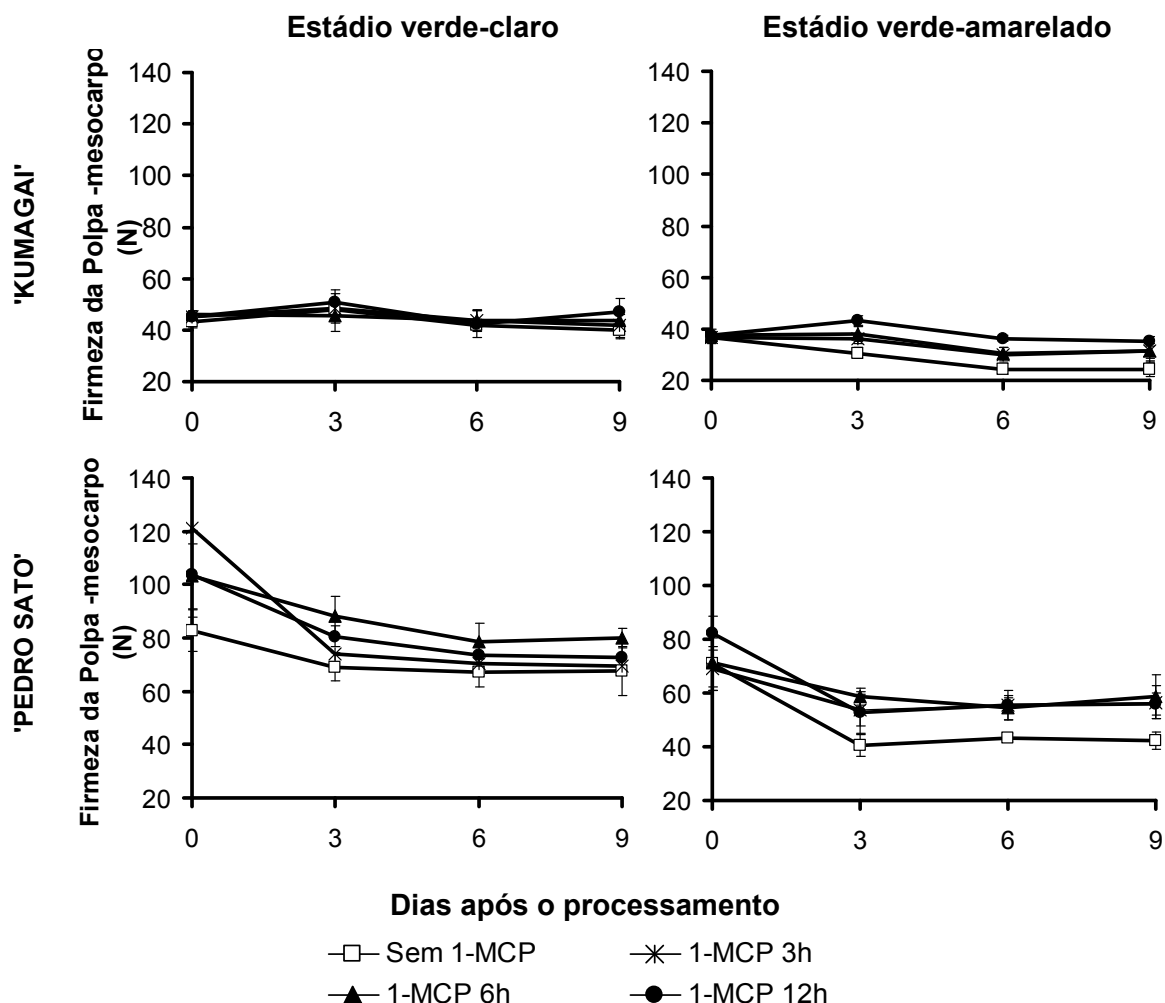 Estádio verde-claro
Estádio verde-amarelado
'KUMAGAI'
Firmeza da Polpa -mesocarpo
(N)
140
120
100
80
60
40
20
0 3 6 9
140
120
100
80
60
40
20
0 3 6 9
'PEDRO SATO'
Firmeza da Polpa -mesocarpo
(N)
140
120
100
80
60
40
20
0 3 6 9
140
120
100
80
60
40
20
0 3 6 9
Dias após o processamento
Sem 1-MCP
1-MCP 3h
1-MCP 6h
1-MCP 12h